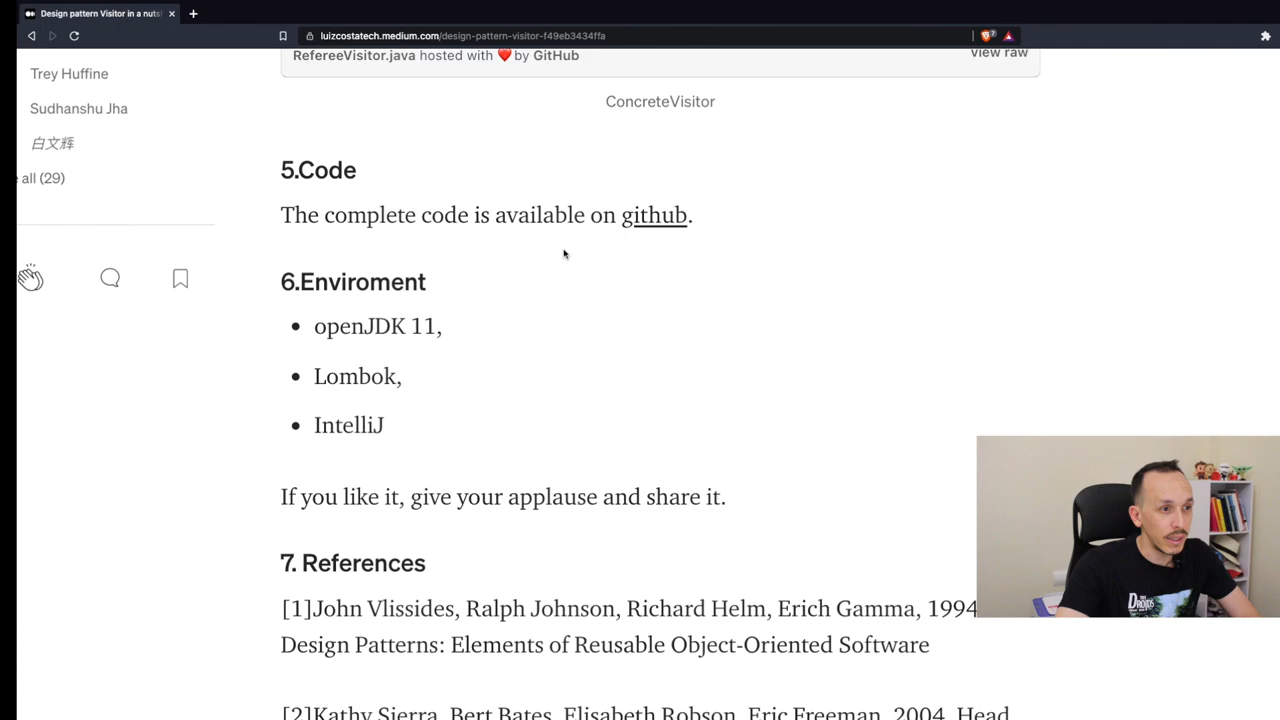 Design pattern Visitor in a nuts
luizcostatech.medium.com/design-pattern-visitor-f49eb3434ffa
RefereeVisitor.java hosted with ❤ by GitHub
view raw
Trey Huffine
Sudhanshu Jha
白文辉
all (29)
ConcreteVisitor
5.Code
The complete code is available on github.
6.Enviroment
• openJDK 11,
• Lombok,
• IntelliJ
If you like it, give your applause and share it.
7. References
[1]John Vlissides, Ralph Johnson, Richard Helm, Erich Gamma, 1994
Design Patterns: Elements of Reusable Object-Oriented Software
[2]Kathy Sierra, Bert Bates, Elisabeth Robson, Eric Freeman, 2004, Head
THE
DROIDS